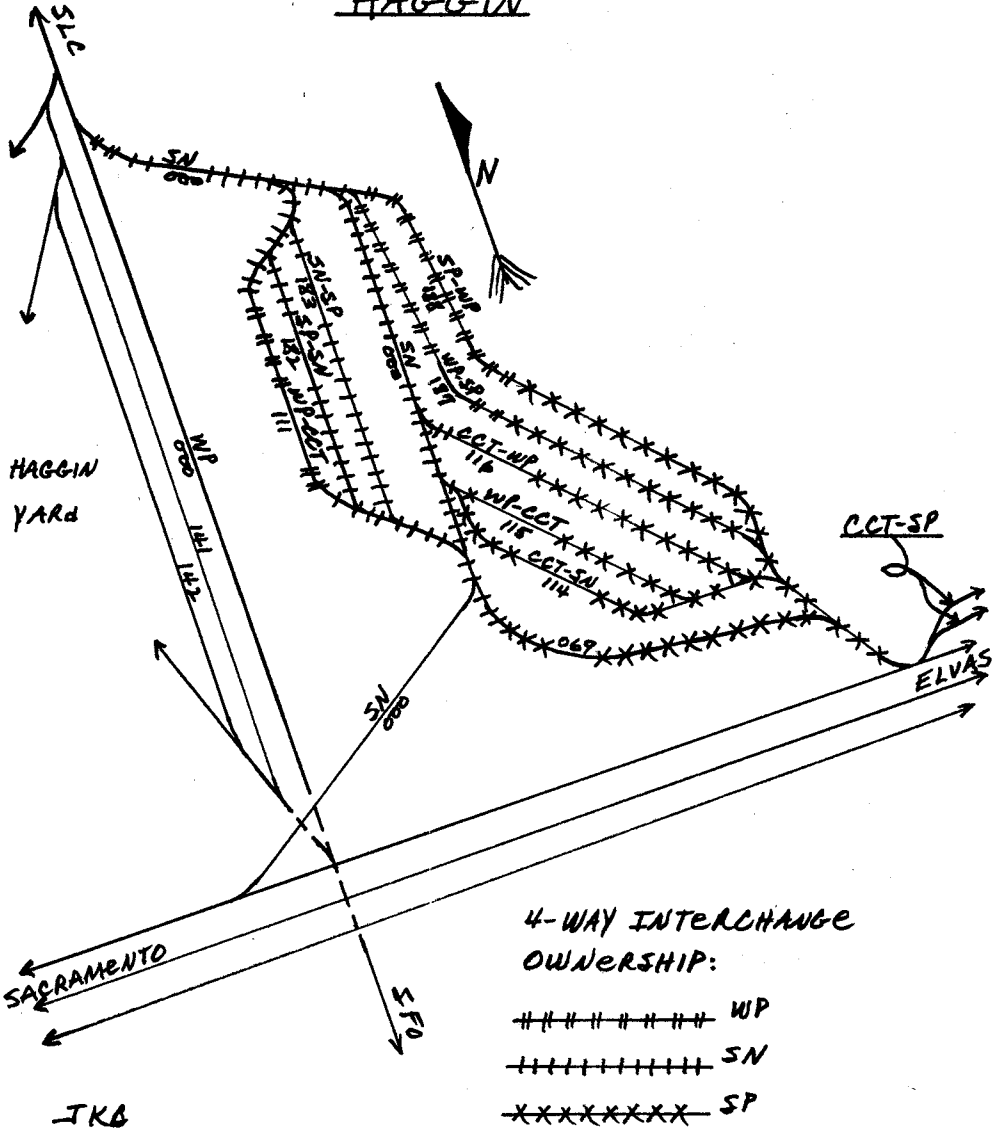 HAGGIN
SLC
N
SN
000
SP-WP
188
SN-SP
183
SP-SN
182
WP-CCT
111
SN
000
WP-SP
187
CCT-WP
116
WP-CCT
115
CCT-SN
114
067
CCT-SP
ELVAS
WP
000
141
142
HAGGIN
YARd
SN
000
SACRAMENTO
SFO
4-WAY INTERCHANGE
OWNERSHIP:
WP
SN
SP
JKB